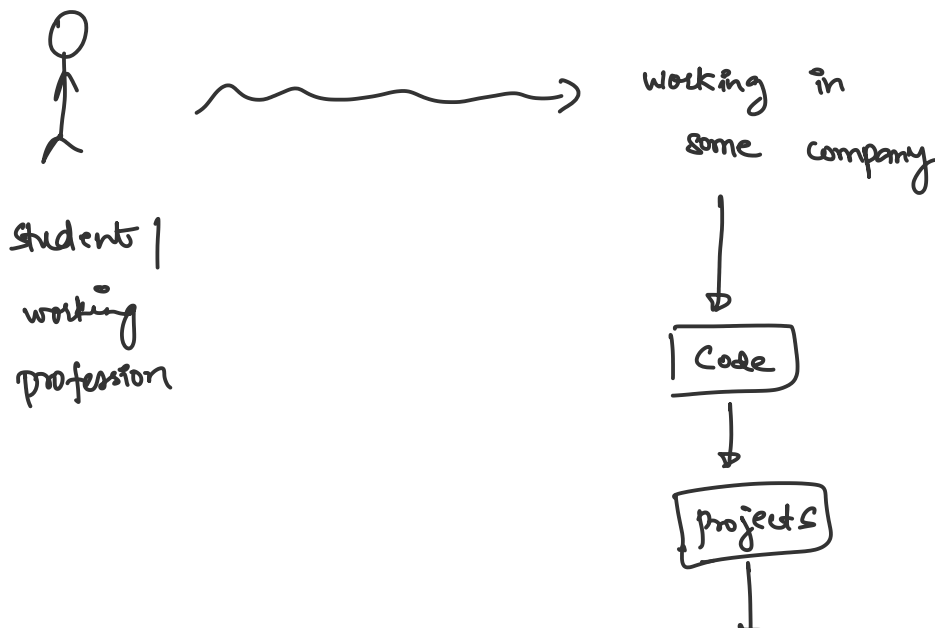 working in
some company
student |
working
profession
Code
projects